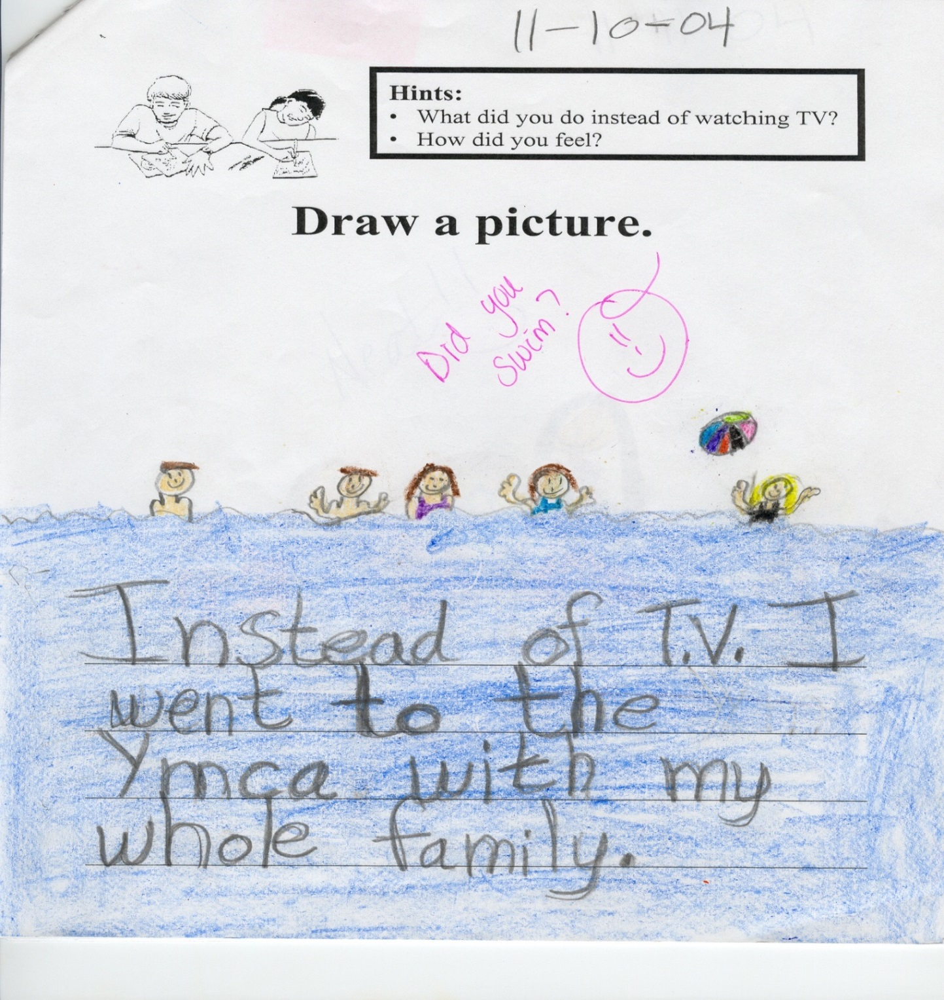 11-10-04
Hints:
• What did you do instead of watching TV?
• How did you feel?
Draw a picture.
Did you
swim?
Instead of T.V. I
went to the
Ymca with my
whole family.